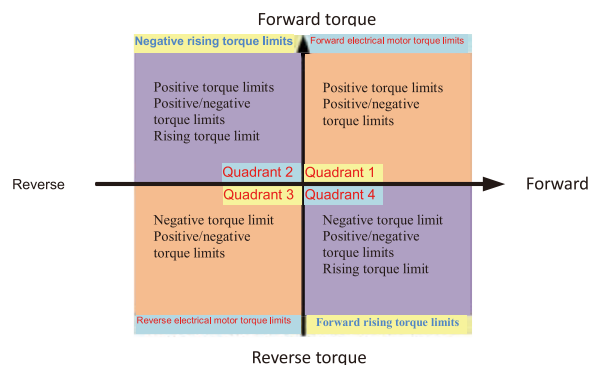 Forward torque
Negative rising torque limits
Forward electrical motor torque limits
Positive torque limits
Positive/negative
torque limits
Rising torque limit
Positive torque limits
Positive/negative
torque limits
Quadrant 2
Quadrant 1
Reverse
Forward
Quadrant 3
Quadrant 4
Negative torque limit
Positive/negative
torque limits
Negative torque limit
Positive/negative
torque limits
Rising torque limit
Reverse electrical motor torque limits
Forward rising torque limits
Reverse torque